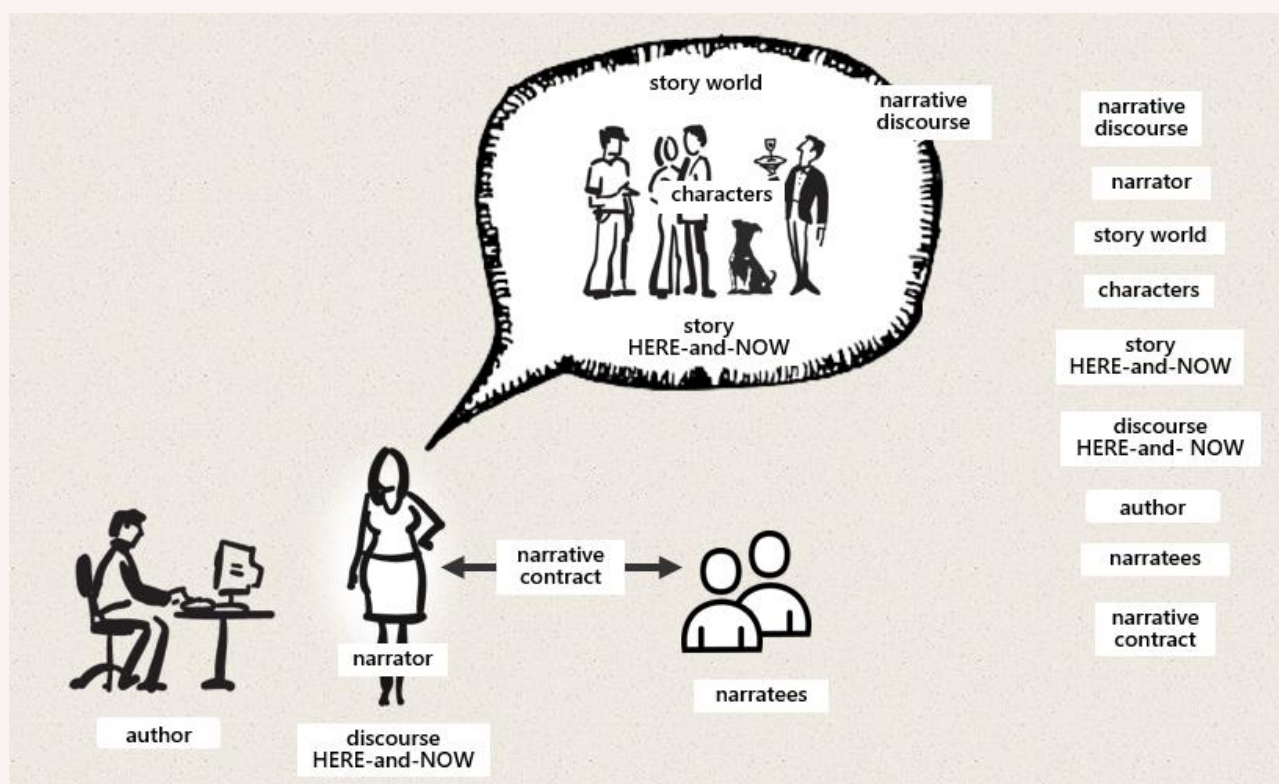 story world
narrative
discourse
characters
story
HERE-and-NOW
narrative
contract
narrator
narratees
author
discourse
HERE-and-NOW
narrative
discourse
narrator
story world
characters
story
HERE-and-NOW
discourse
HERE-and- NOW
author
narratees
narrative
contract